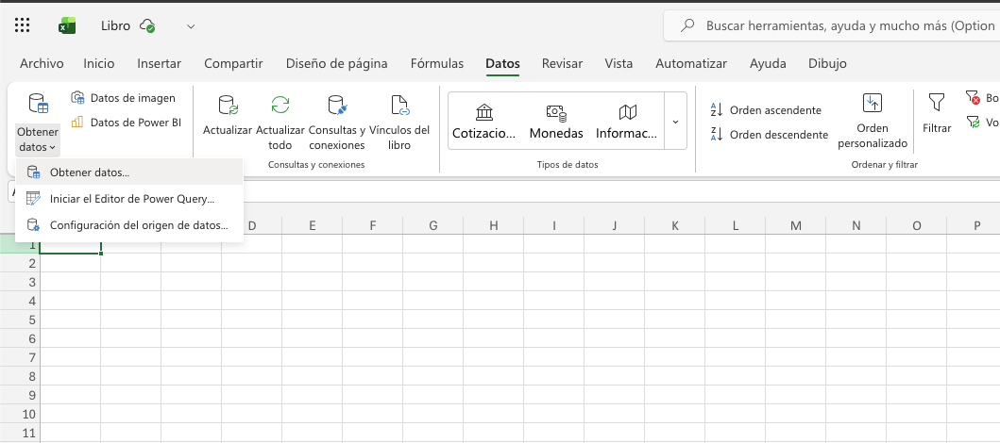 Libro
Buscar herramientas, ayuda y mucho más (Option
Archivo Inicio Insertar Compartir Diseño de página Fórmulas Datos Revisar Vista Automatizar Ayuda Dibujo
Obtener datos
Datos de imagen
Datos de Power BI
Actualizar
Actualizar todo
Consultas y conexiones
Vínculos del libro
Consultas y conexiones
Cotizacio...
Monedas
Informac...
Tipos de datos
Orden ascendente
Orden descendente
Orden personalizado
Filtrar
Bo
Vo
Ordenar y filtrar
Obtener datos...
Iniciar el Editor de Power Query...
Configuración del origen de datos...
D E F G H I J K L M N O P
1
2
3
4
5
6
7
8
9
10
11